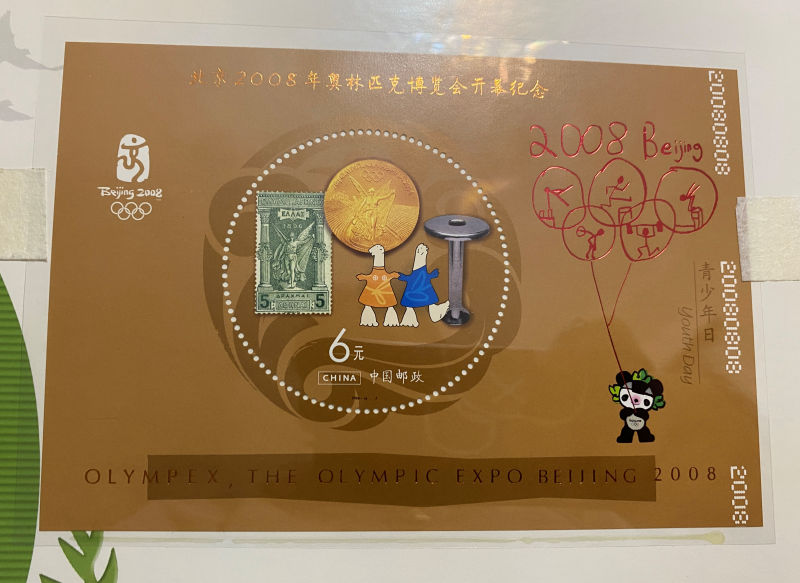 北京2008年奥林匹克博览会开幕纪念
Beijing 2008
2008 Beijing
20080808
ΕΛΛΑΣ
1896
5
ΔΡΑΧΜΑΙ
5
6元
CHINA 中国邮政
青少年日
Youth Day
20080808
2008
OLYMPEX, THE OLYMPIC EXPO BEIJING 2008